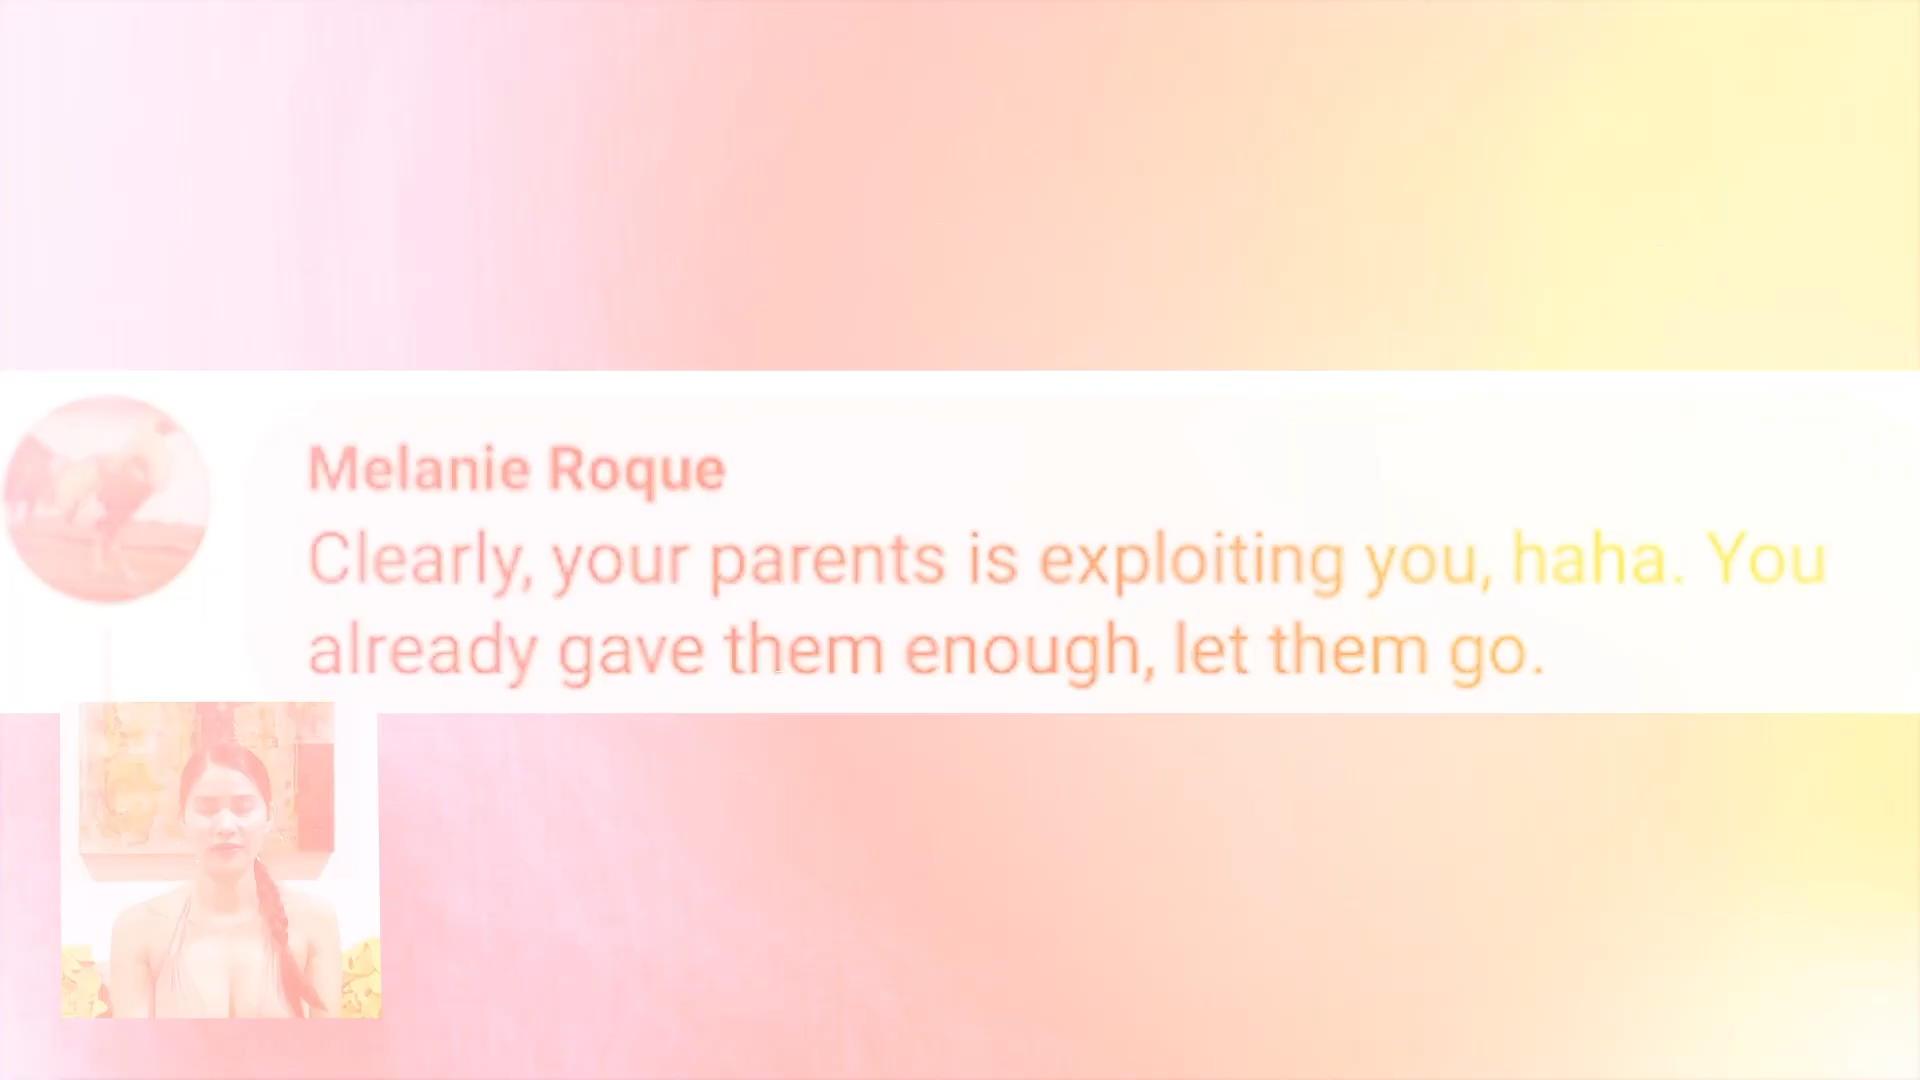 Melanie Roque
Clearly, your parents is exploiting you, haha. You
already gave them enough, let them go.